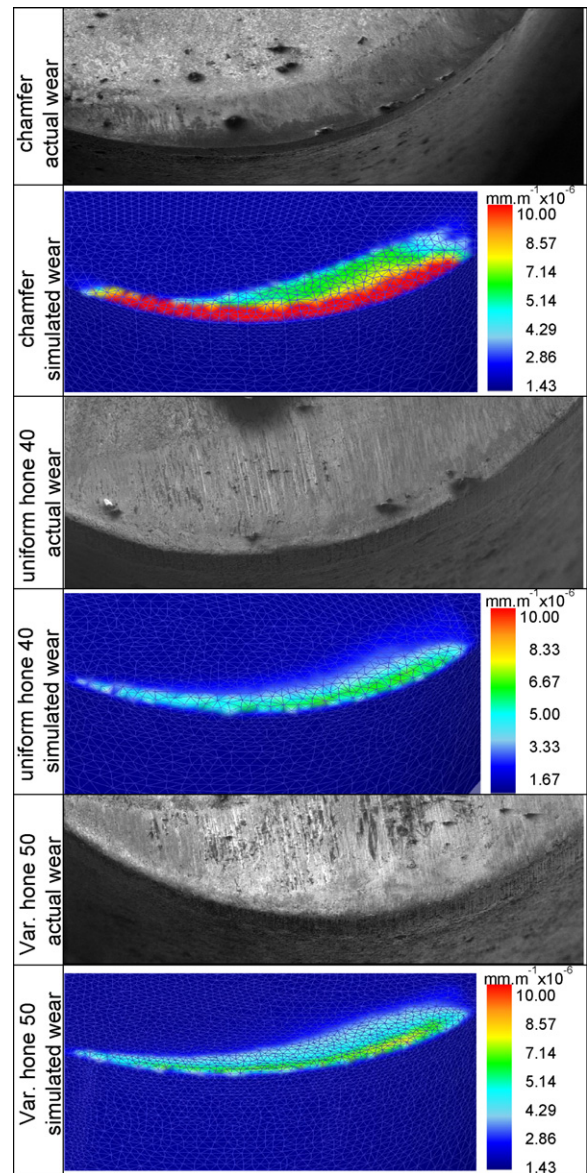 chamfer
actual wear
chamfer
simulated wear
mm.m⁻¹x10⁻⁶
10.00
8.57
7.14
5.14
4.29
2.86
1.43
uniform hone 40
actual wear
uniform hone 40
simulated wear
mm.m⁻¹x10⁻⁶
10.00
8.33
6.67
5.00
3.33
1.67
Var. hone 50
actual wear
Var. hone 50
simulated wear
mm.m⁻¹x10⁻⁶
10.00
8.57
7.14
5.14
4.29
2.86
1.43